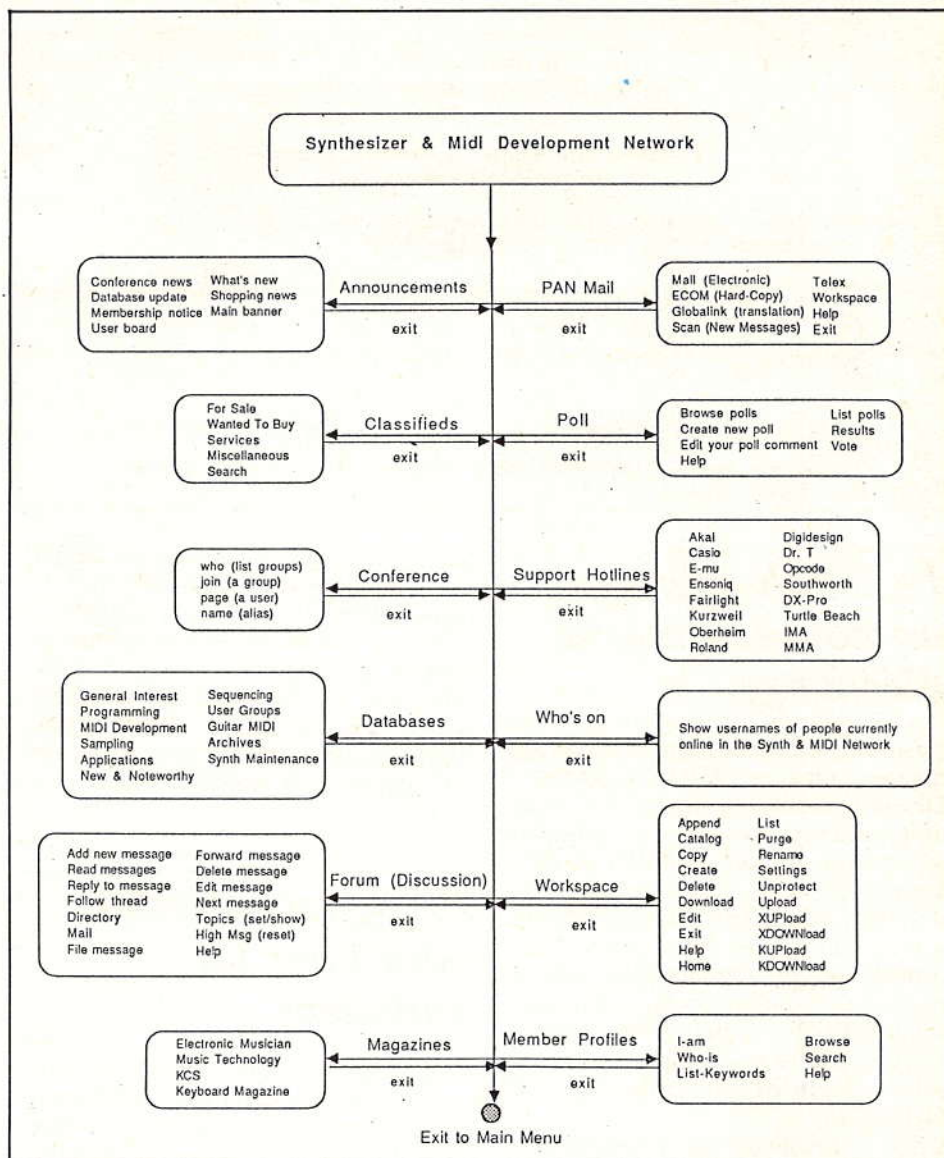 Synthesizer & Midi Development Network
Announcements
exit
Conference news
Database update
Membership notice
User board
What's new
Shopping news
Main banner
PAN Mail
exit
Mail (Electronic)
ECOM (Hard-Copy)
Globalink (translation)
Scan (New Messages)
Telex
Workspace
Help
Exit
Classifieds
exit
For Sale
Wanted To Buy
Services
Miscellaneous
Search
Poll
exit
Browse polls
Create new poll
Edit your poll comment
Help
List polls
Results
Vote
Conference
exit
who (list groups)
join (a group)
page (a user)
name (alias)
Support Hotlines
exit
Akai
Casio
E-mu
Ensoniq
Fairlight
Kurzweil
Oberheim
Roland
Digidesign
Dr. T
Opcode
Southworth
DX-Pro
Turtle Beach
IMA
MMA
Databases
exit
General Interest
Programming
MIDI Development
Sampling
Applications
New & Noteworthy
Sequencing
User Groups
Guitar MIDI
Archives
Synth Maintenance
Who's on
exit
Show usernames of people currently
online in the Synth & MIDI Network
Forum (Discussion)
exit
Add new message
Read messages
Reply to message
Follow thread
Directory
Mail
File message
Forward message
Delete message
Edit message
Next message
Topics (set/show)
High Msg (reset)
Help
Workspace
exit
Append
Catalog
Copy
Create
Delete
Download
Edit
Exit
Help
Home
List
Purge
Rename
Settings
Unprotect
Upload
XUPload
XDOWNload
KUPload
KDOWNload
Magazines
exit
Electronic Musician
Music Technology
KCS
Keyboard Magazine
Member Profiles
exit
I-am
Who-is
List-Keywords
Browse
Search
Help
Exit to Main Menu